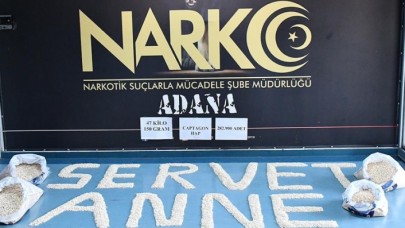 NARKO
NARKOTİK SUÇLARLA MÜCADELE ŞUBE MÜDÜRLÜĞÜ
ADANA
47 KİLO 150 GRAM
CAPTAGON HAP
282.900 ADET
SERVET
ANNE